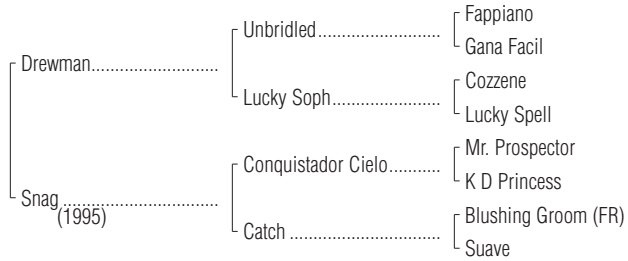 Fappiano
Unbridled
Gana Facil
Drewman
Cozzene
Lucky Soph
Lucky Spell
Mr. Prospector
Conquistador Cielo
K D Princess
Snag
(1995)
Blushing Groom (FR)
Catch
Suave